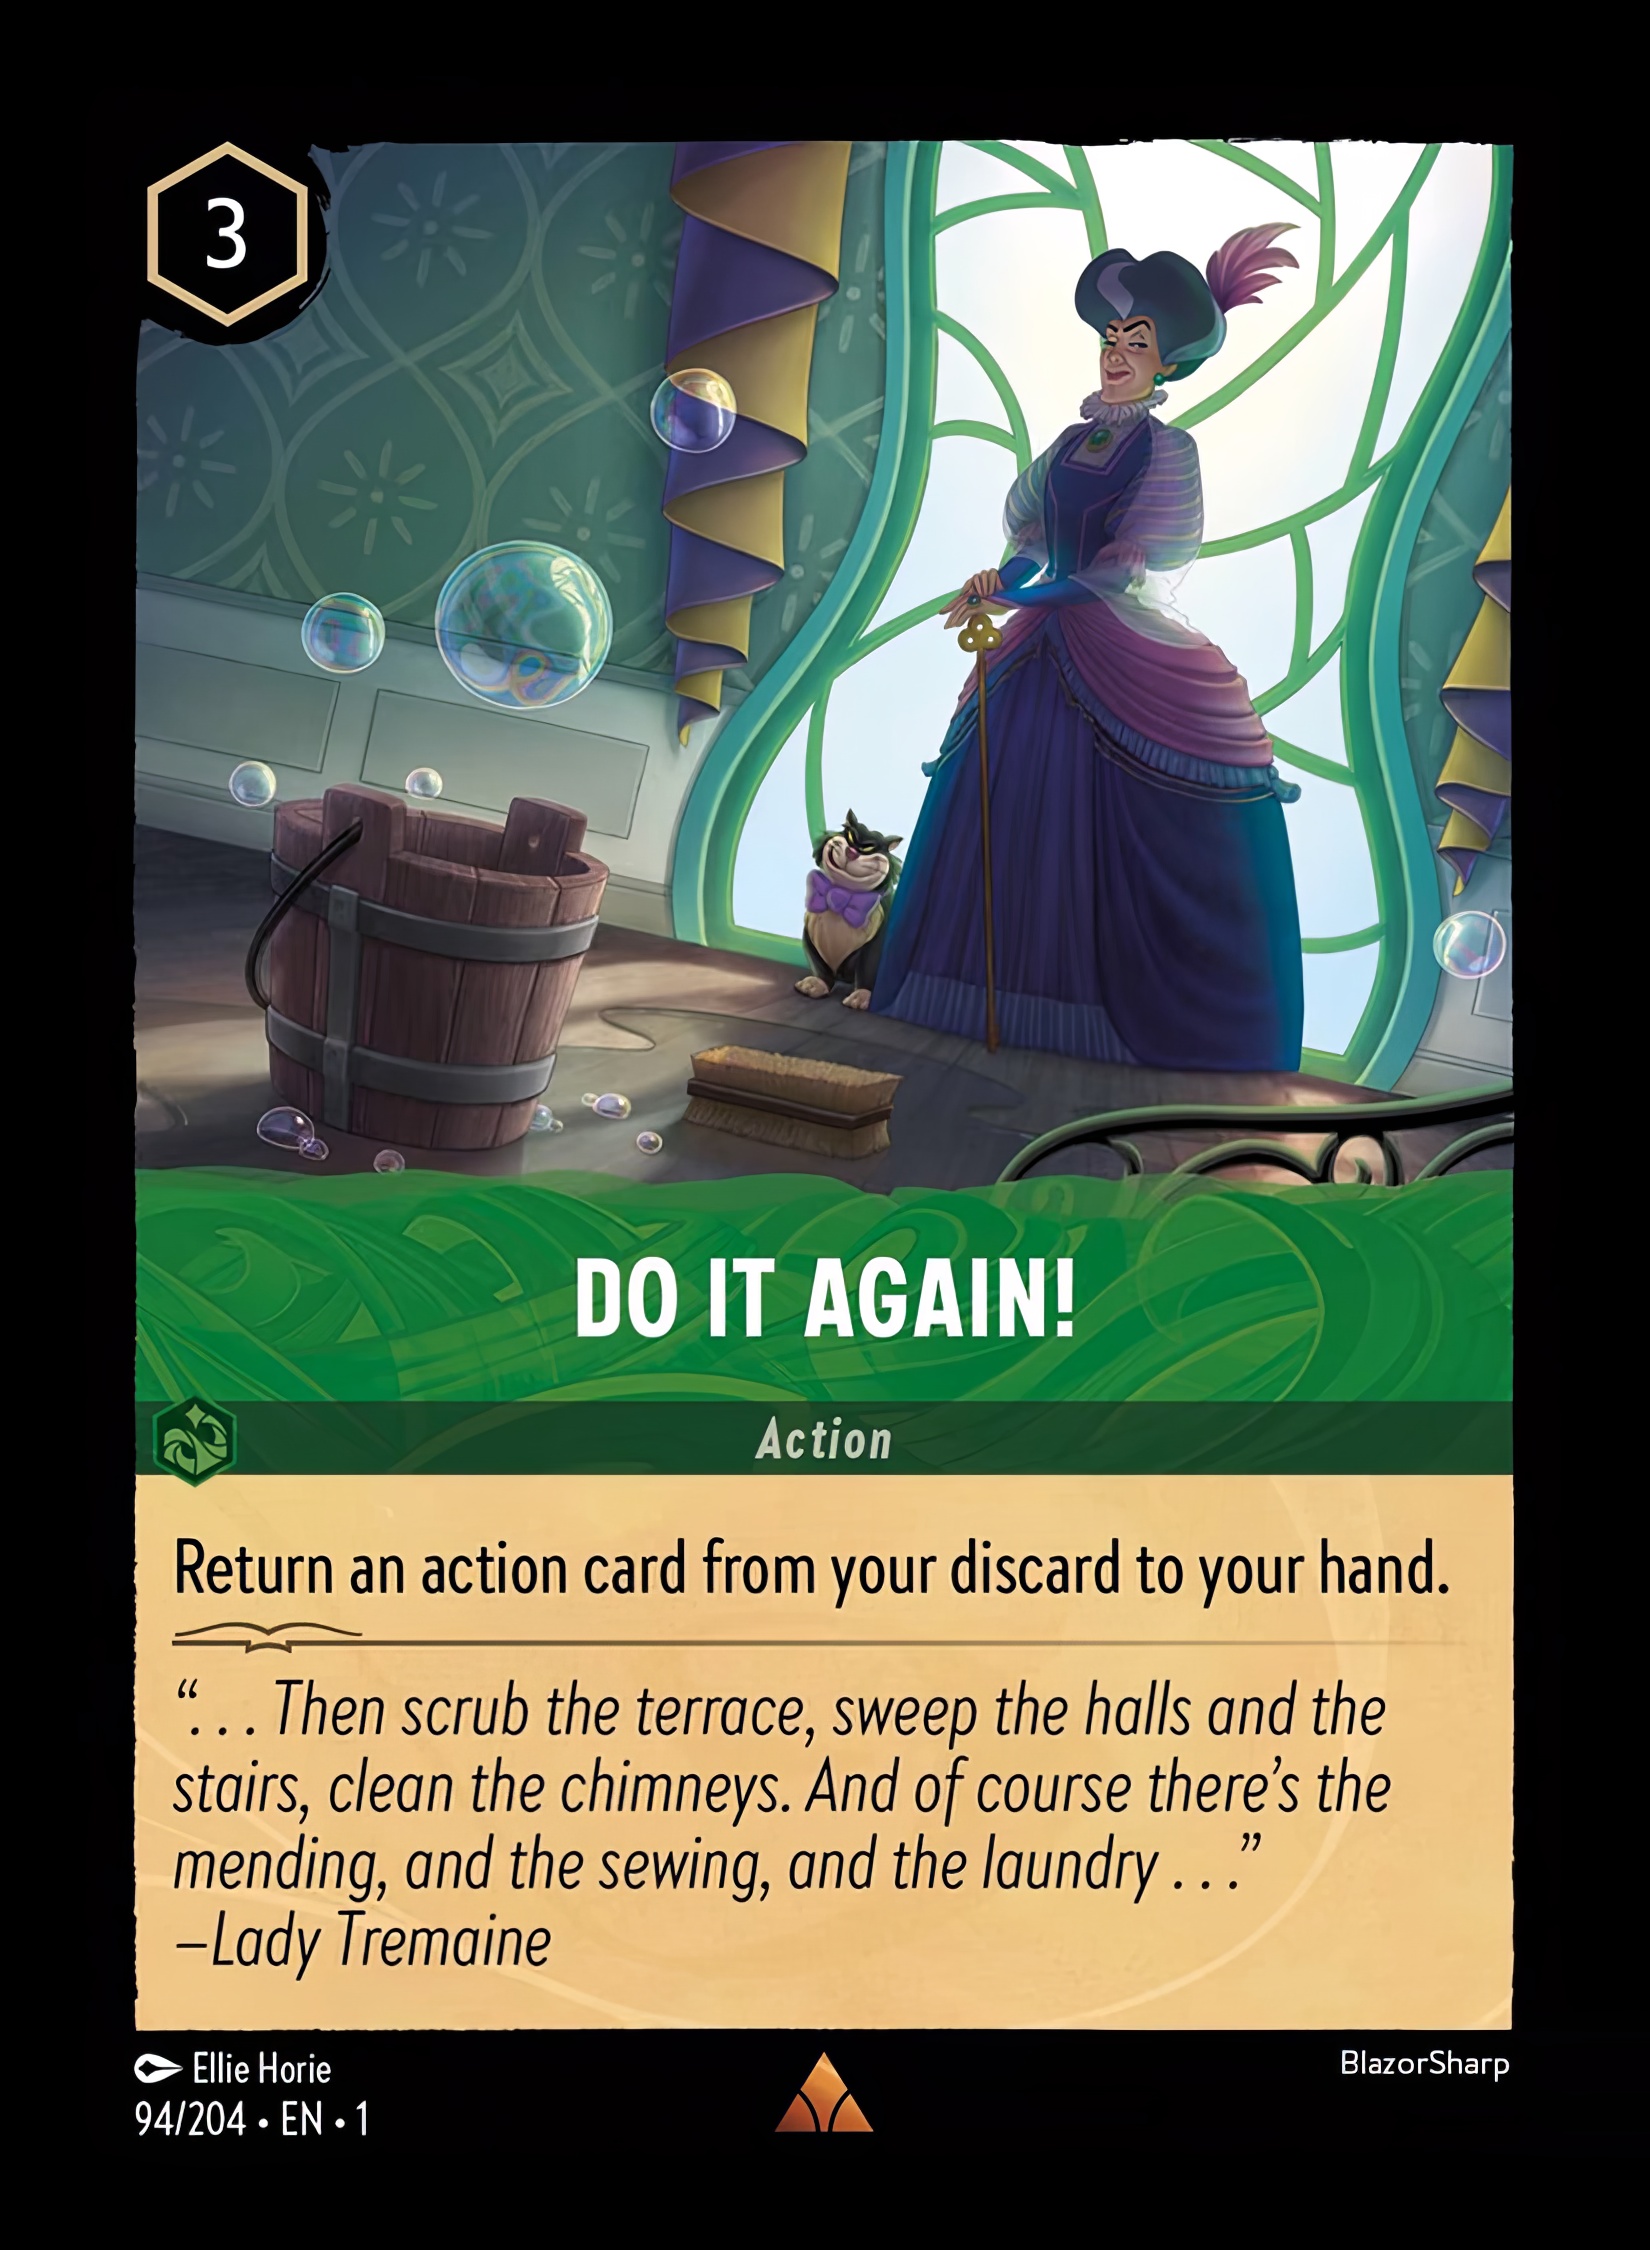 3
DO IT AGAIN!
Action
Return an action card from your discard to your hand.
“. . . Then scrub the terrace, sweep the halls and the
stairs, clean the chimneys. And of course there’s the
mending, and the sewing, and the laundry . . .”
–Lady Tremaine
Ellie Horie
BlazorSharp
94/204 • EN • 1